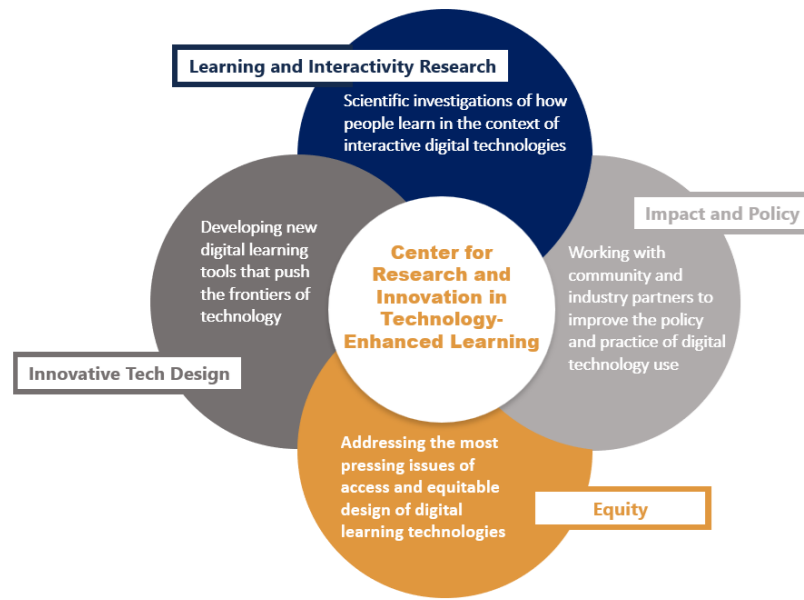 Learning and Interactivity Research
Scientific investigations of how
people learn in the context of
interactive digital technologies
Impact and Policy
Working with
community and
industry partners to
improve the policy
and practice of digital
technology use
Developing new
digital learning
tools that push
the frontiers of
technology
Innovative Tech Design
Center for
Research and
Innovation in
Technology-
Enhanced Learning
Addressing the most
pressing issues of
access and equitable
design of digital
learning technologies
Equity